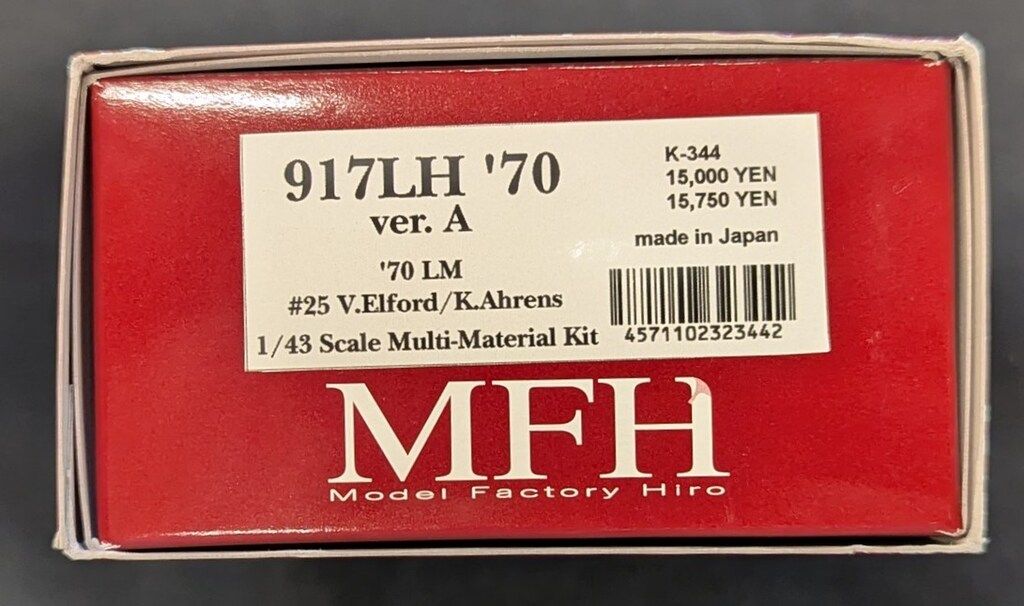 917LH '70
ver. A
'70 LM
#25 V.Elford/K.Ahrens
1/43 Scale Multi-Material Kit
K-344
15,000 YEN
15,750 YEN
made in Japan
4571102323442
MFH
Model Factory Hiro